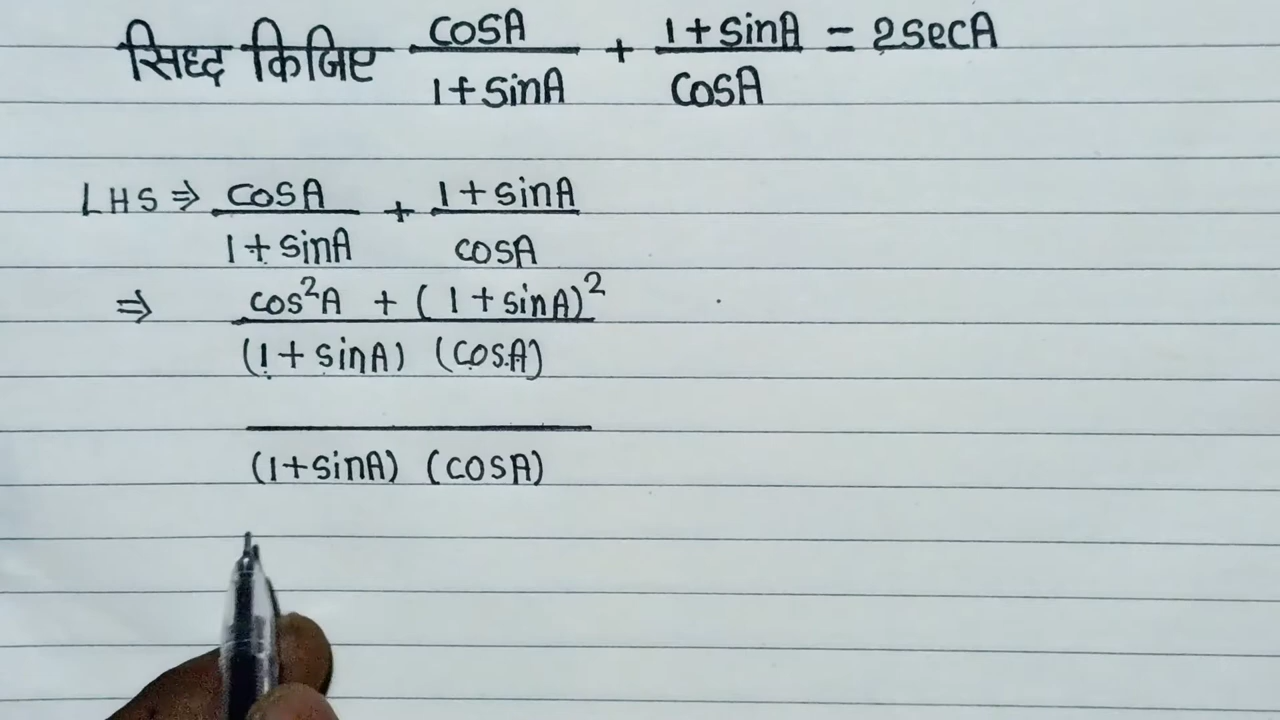 सिध्द किजिए cosA / 1+sinA + 1+sinA / cosA = 2secA
LHS ⇒ cosA / 1+sinA + 1+sinA / cosA
⇒ cos²A + (1+sinA)² / (1+sinA) (cosA)
(1+sinA) (cosA)